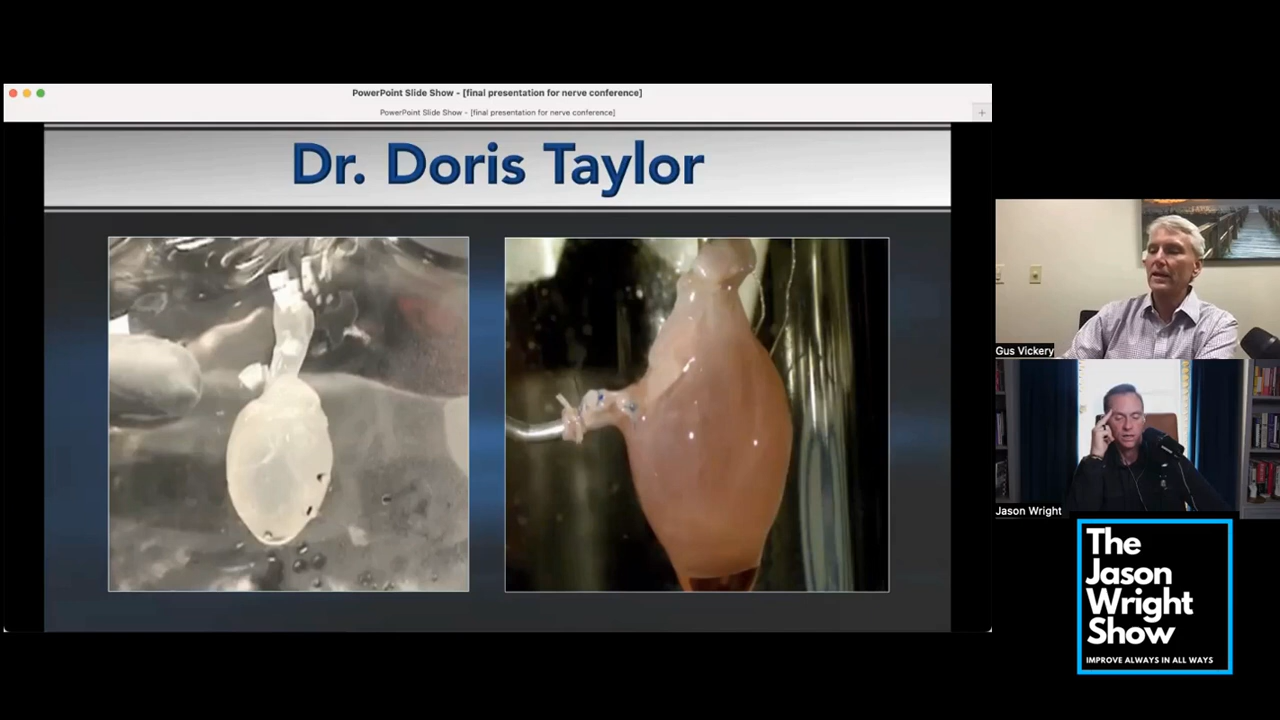 PowerPoint Slide Show - [final presentation for nerve conference]
PowerPoint Slide Show - [final presentation for nerve conference]
Dr. Doris Taylor
Gus Vickery
Jason Wright
The
Jason
Wright
Show
IMPROVE ALWAYS IN ALL WAYS